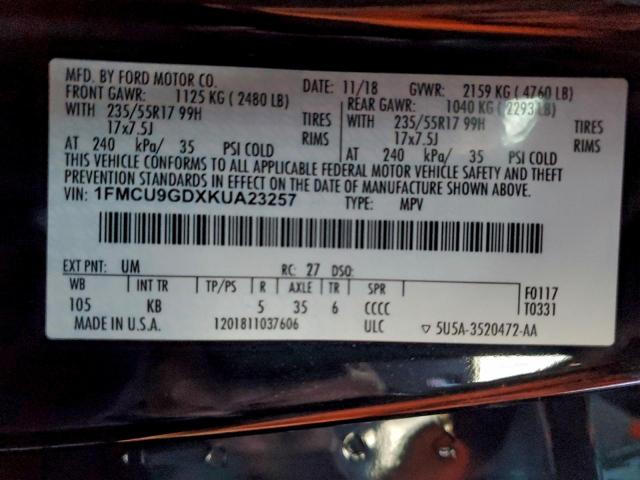 MFD. BY FORD MOTOR CO.
DATE: 11/18 GVWR: 2159 KG ( 4760 LB)
FRONT GAWR: 1125 KG ( 2480 LB) REAR GAWR: 1040 KG ( 2293 LB)
WITH 235/55R17 99H TIRES WITH 235/55R17 99H TIRES
17x7.5J RIMS 17x7.5J RIMS
AT 240 kPa/ 35 PSI COLD AT 240 kPa/ 35 PSI COLD
THIS VEHICLE CONFORMS TO ALL APPLICABLE FEDERAL MOTOR VEHICLE SAFETY AND THEFT
PREVENTION STANDARDS IN EFFECT ON THE DATE OF MANUFACTURE SHOWN ABOVE.
VIN: 1FMCU9GDXKUA23257 TYPE: MPV
EXT PNT: UM RC: 27 DSO:
WB INT TR TP/PS R AXLE TR SPR F0117
105 KB 5 35 6 CCCC T0331
MADE IN U.S.A. 1201811037606 ULC ▽ 5U5A-3520472-AA